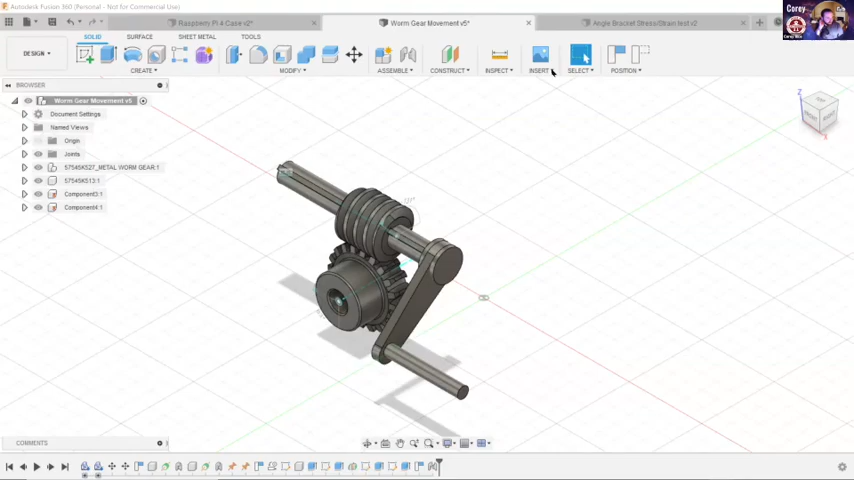 Autodesk Fusion 360 (Personal - Not for Commercial Use)
Raspberry Pi 4 Case v2*
Worm Gear Movement v5*
Angle Bracket Stress/Strain test v2
Corey
DESIGN
SOLID SURFACE SHEET METAL TOOLS
CREATE MODIFY ASSEMBLE CONSTRUCT INSPECT INSERT SELECT POSITION
BROWSER
Worm Gear Movement v5
Document Settings
Named Views
Origin
Joints
57545K527_METAL WORM GEAR:1
57545K513:1
Component3:1
Component4:1
Z
X
COMMENTS